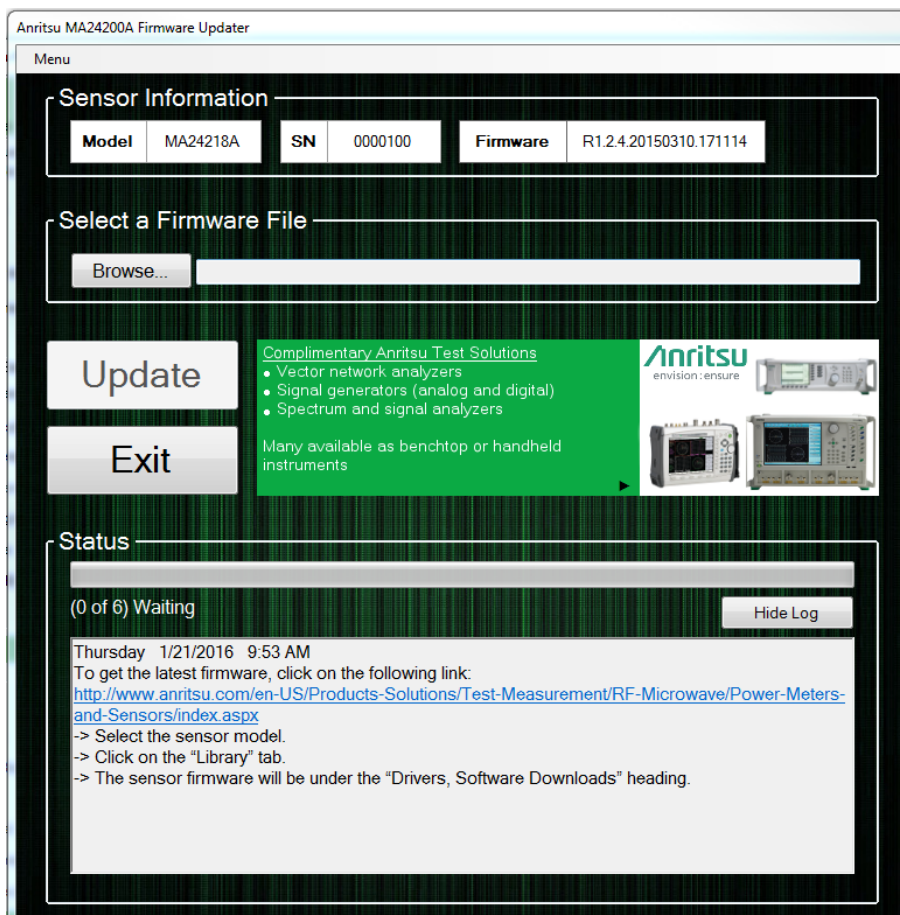 Anritsu MA24200A Firmware Updater
Menu
Sensor Information
Model MA24218A SN 0000100 Firmware R1.2.4.20150310.171114
Select a Firmware File
Browse...
Update
Exit
Complimentary Anritsu Test Solutions
• Vector network analyzers
• Signal generators (analog and digital)
• Spectrum and signal analyzers
Many available as benchtop or handheld
instruments
Anritsu
envision : ensure
Status
(0 of 6) Waiting
Hide Log
Thursday 1/21/2016 9:53 AM
To get the latest firmware, click on the following link:
http://www.anritsu.com/en-US/Products-Solutions/Test-Measurement/RF-Microwave/Power-Meters-
and-Sensors/index.aspx
-> Select the sensor model.
-> Click on the “Library” tab.
-> The sensor firmware will be under the “Drivers, Software Downloads” heading.